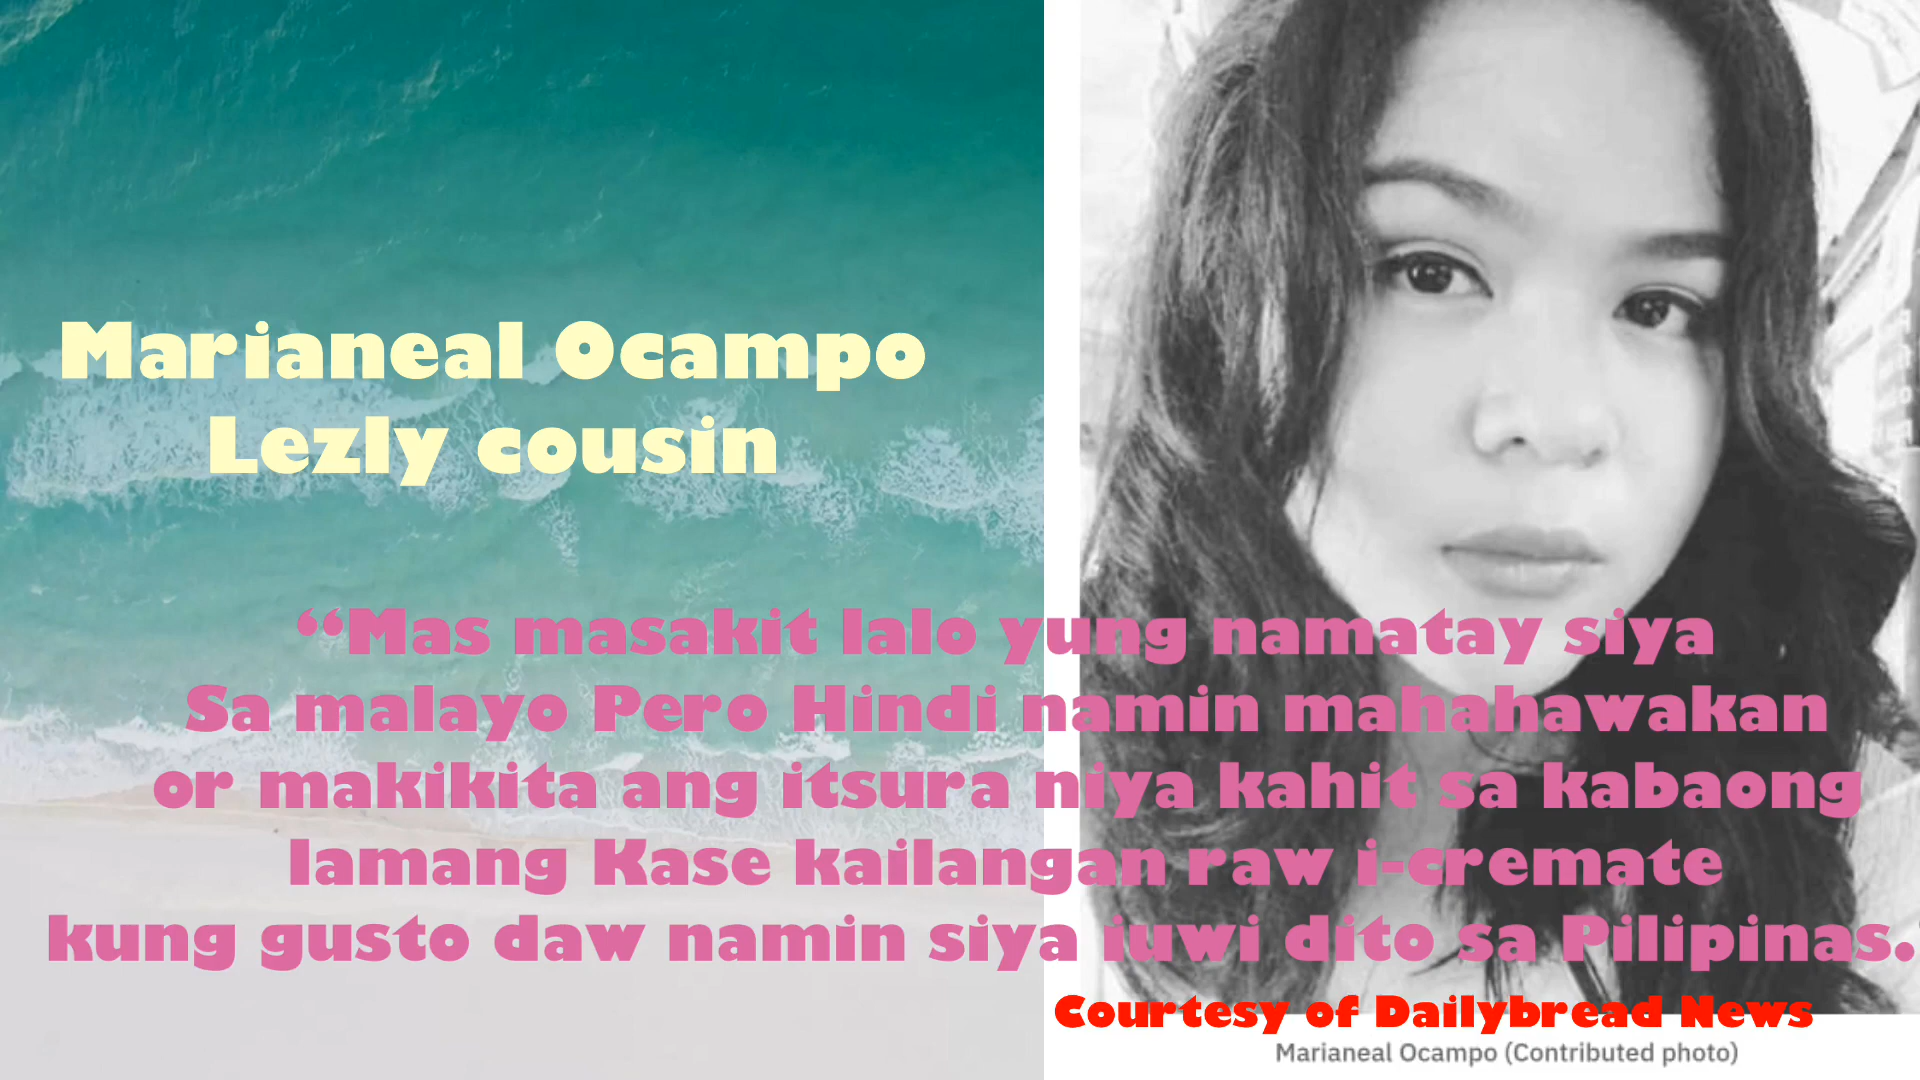 Marianeal Ocampo
Lezly cousin
“Mas masakit lalo yung namatay siya
Sa malayo Pero Hindi namin mahahawakan
or makikita ang itsura niya kahit sa kabaong
lamang Kase kailangan raw i-cremate
kung gusto daw namin siya iuwi dito sa Pilipinas.
Courtesy of Dailybread News
Marianeal Ocampo (Contributed photo)